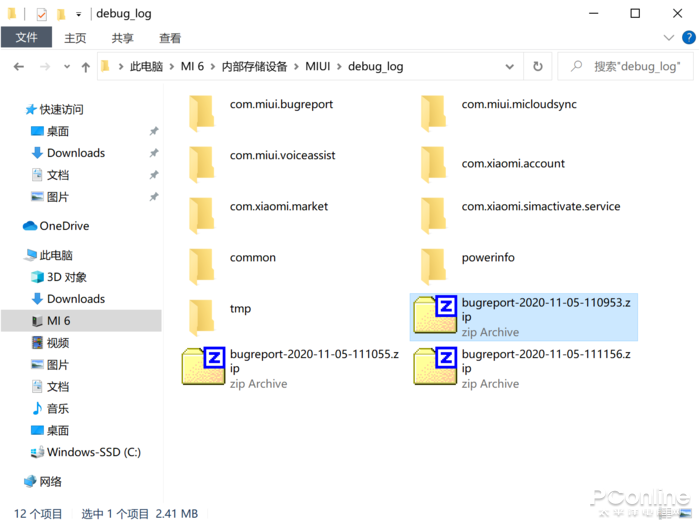 debug_log
文件 主页 共享 查看
此电脑 MI 6 内部存储设备 MIUI debug_log 搜索"debug_log"
快速访问
桌面
Downloads
文档
图片
OneDrive
此电脑
3D 对象
Downloads
MI 6
视频
图片
文档
音乐
桌面
Windows-SSD (C:)
网络
com.miui.bugreport
com.miui.micloudsync
com.miui.voiceassist
com.xiaomi.account
com.xiaomi.market
com.xiaomi.simactivate.service
common
powerinfo
tmp
bugreport-2020-11-05-110953.z
ip
zip Archive
bugreport-2020-11-05-111055.z
ip
zip Archive
bugreport-2020-11-05-111156.z
ip
zip Archive
12 个项目 选中 1 个项目 2.41 MB
PConline